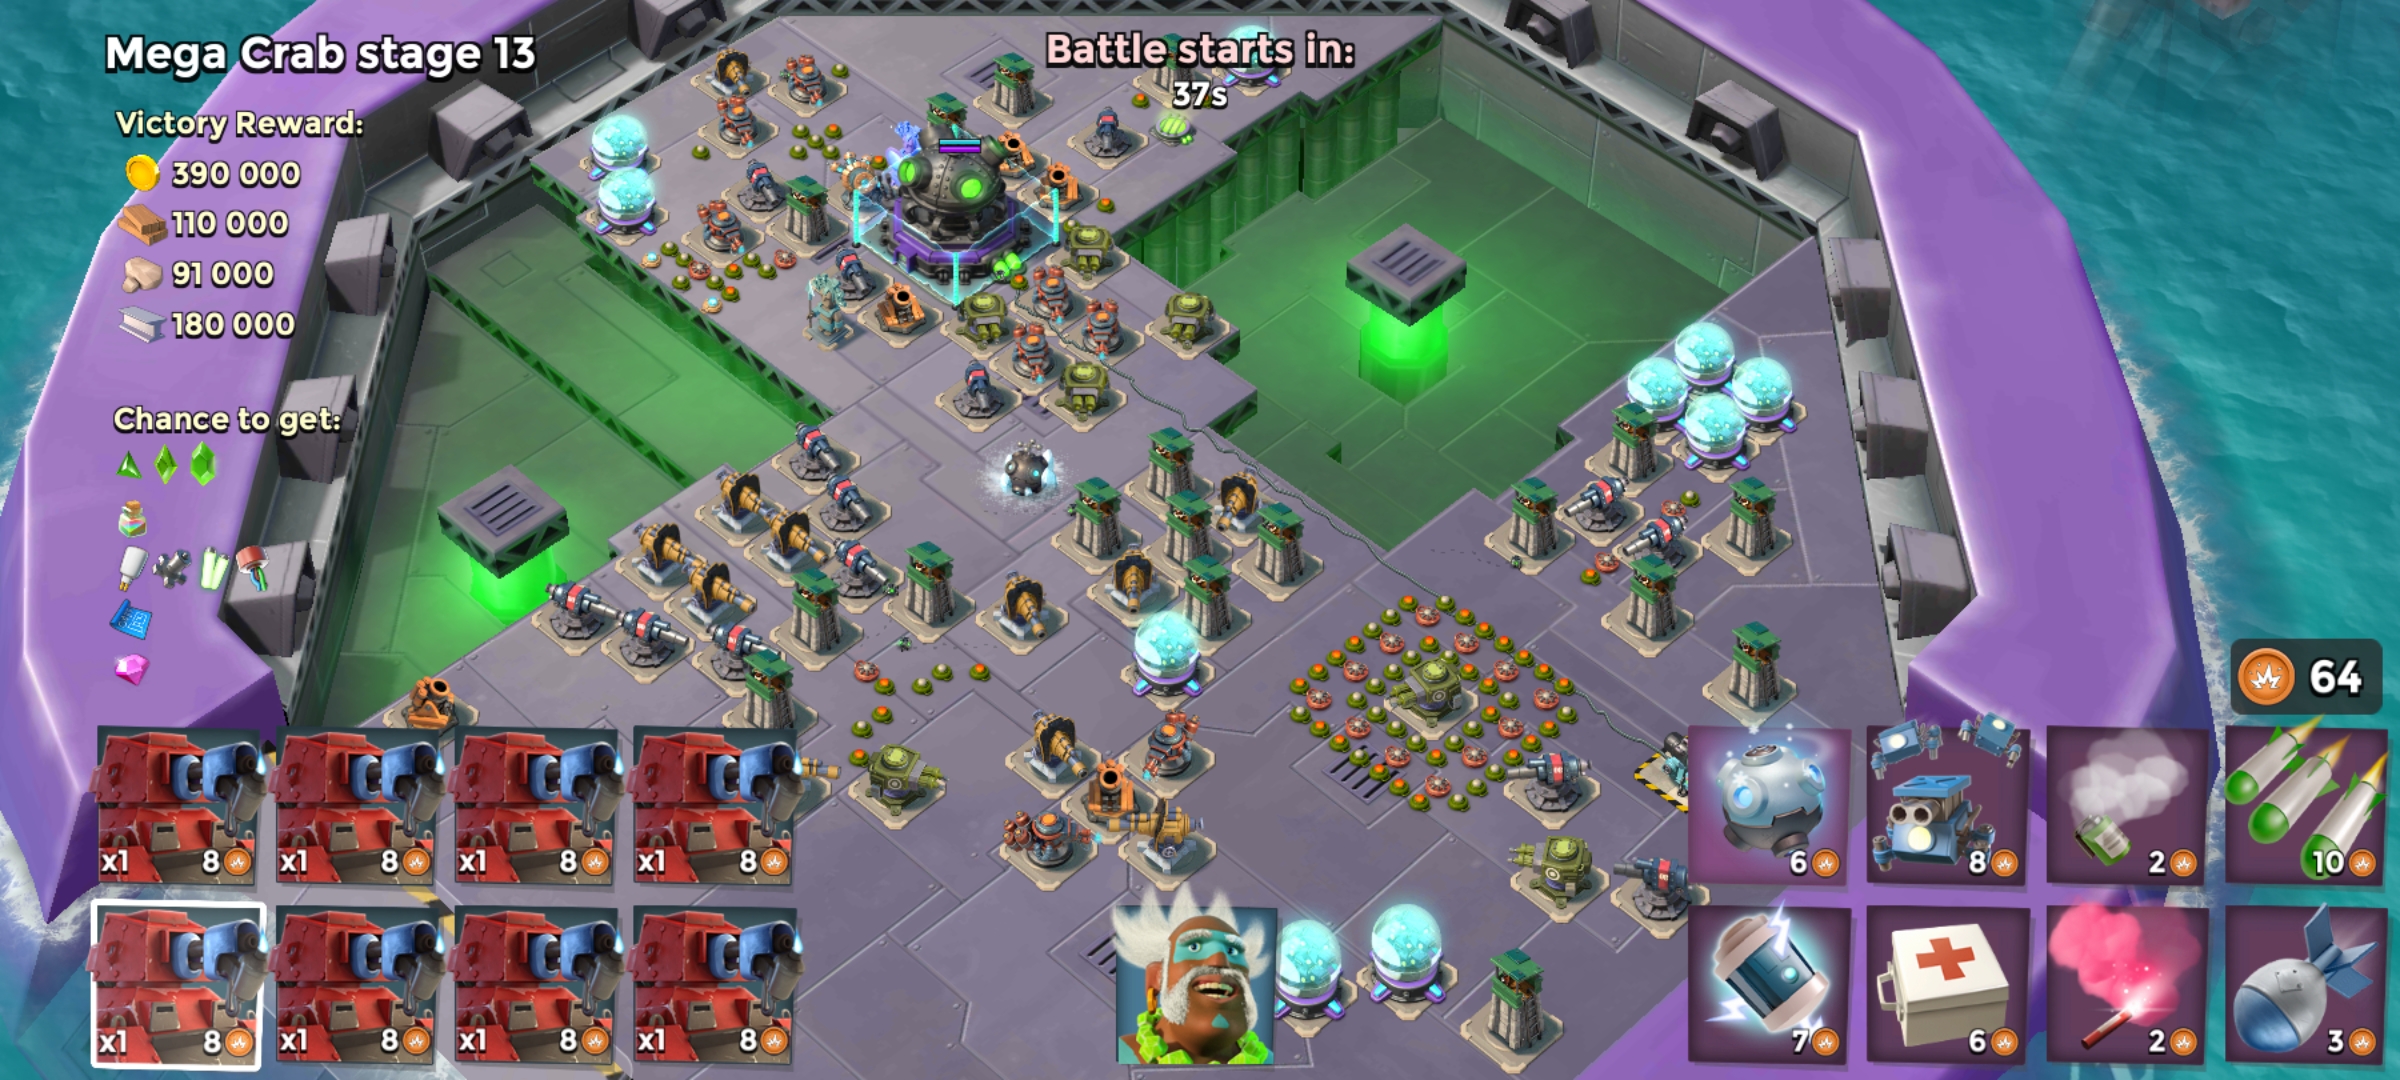 Mega Crab stage 13
Battle starts in:
37s
Victory Reward:
390 000
110 000
91 000
180 000
Chance to get:
64
x1 8
x1 8
x1 8
x1 8
6
8
2
10
x1 8
x1 8
x1 8
x1 8
7
6
2
3